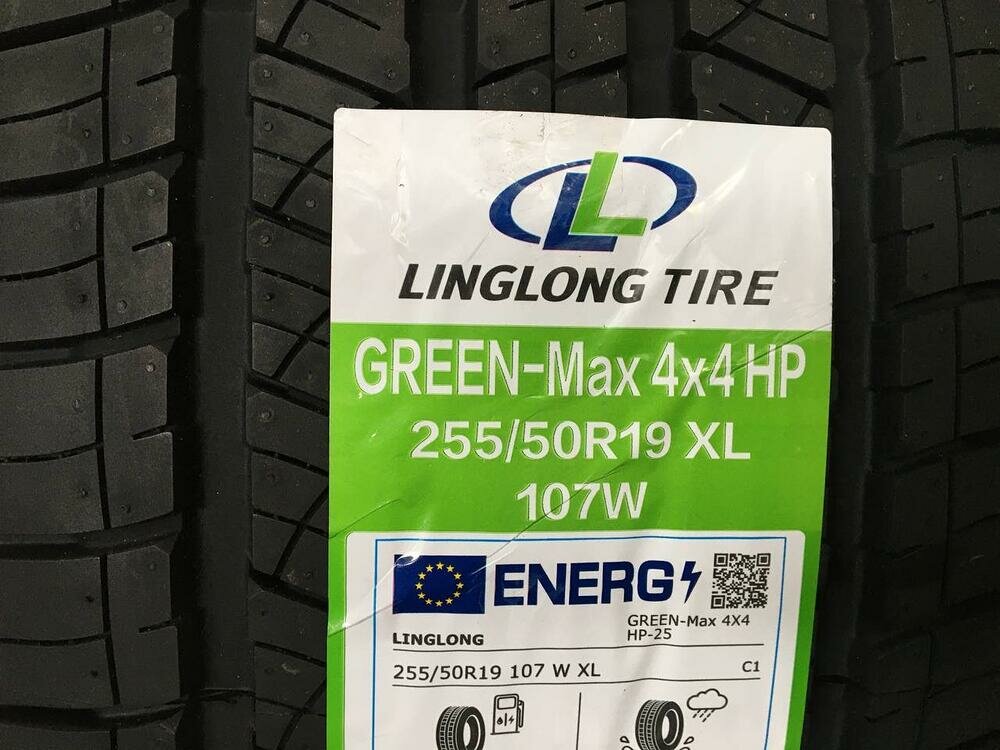 LINGLONG TIRE
GREEN-Max 4x4 HP
255/50R19 XL
107W
ENERG
GREEN-Max 4X4
HP-25
LINGLONG
255/50R19 107 W XL
C1